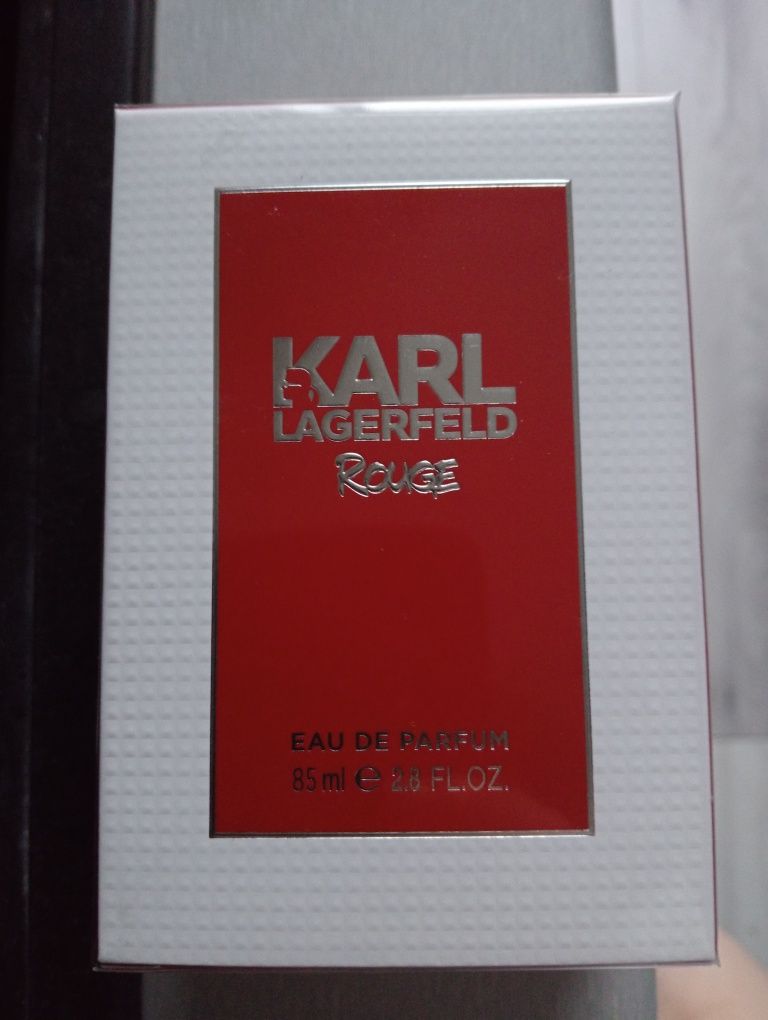 KARL
LAGERFELD
ROUGE
EAU DE PARFUM
85 ml ℮ 2.8 FL.OZ.